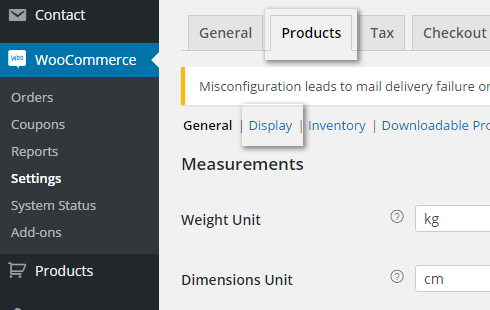 Contact
WooCommerce
Orders
Coupons
Reports
Settings
System Status
Add-ons
Products
General Products Tax Checkout
Misconfiguration leads to mail delivery failure or
General | Display | Inventory | Downloadable Pro
Measurements
Weight Unit kg
Dimensions Unit cm